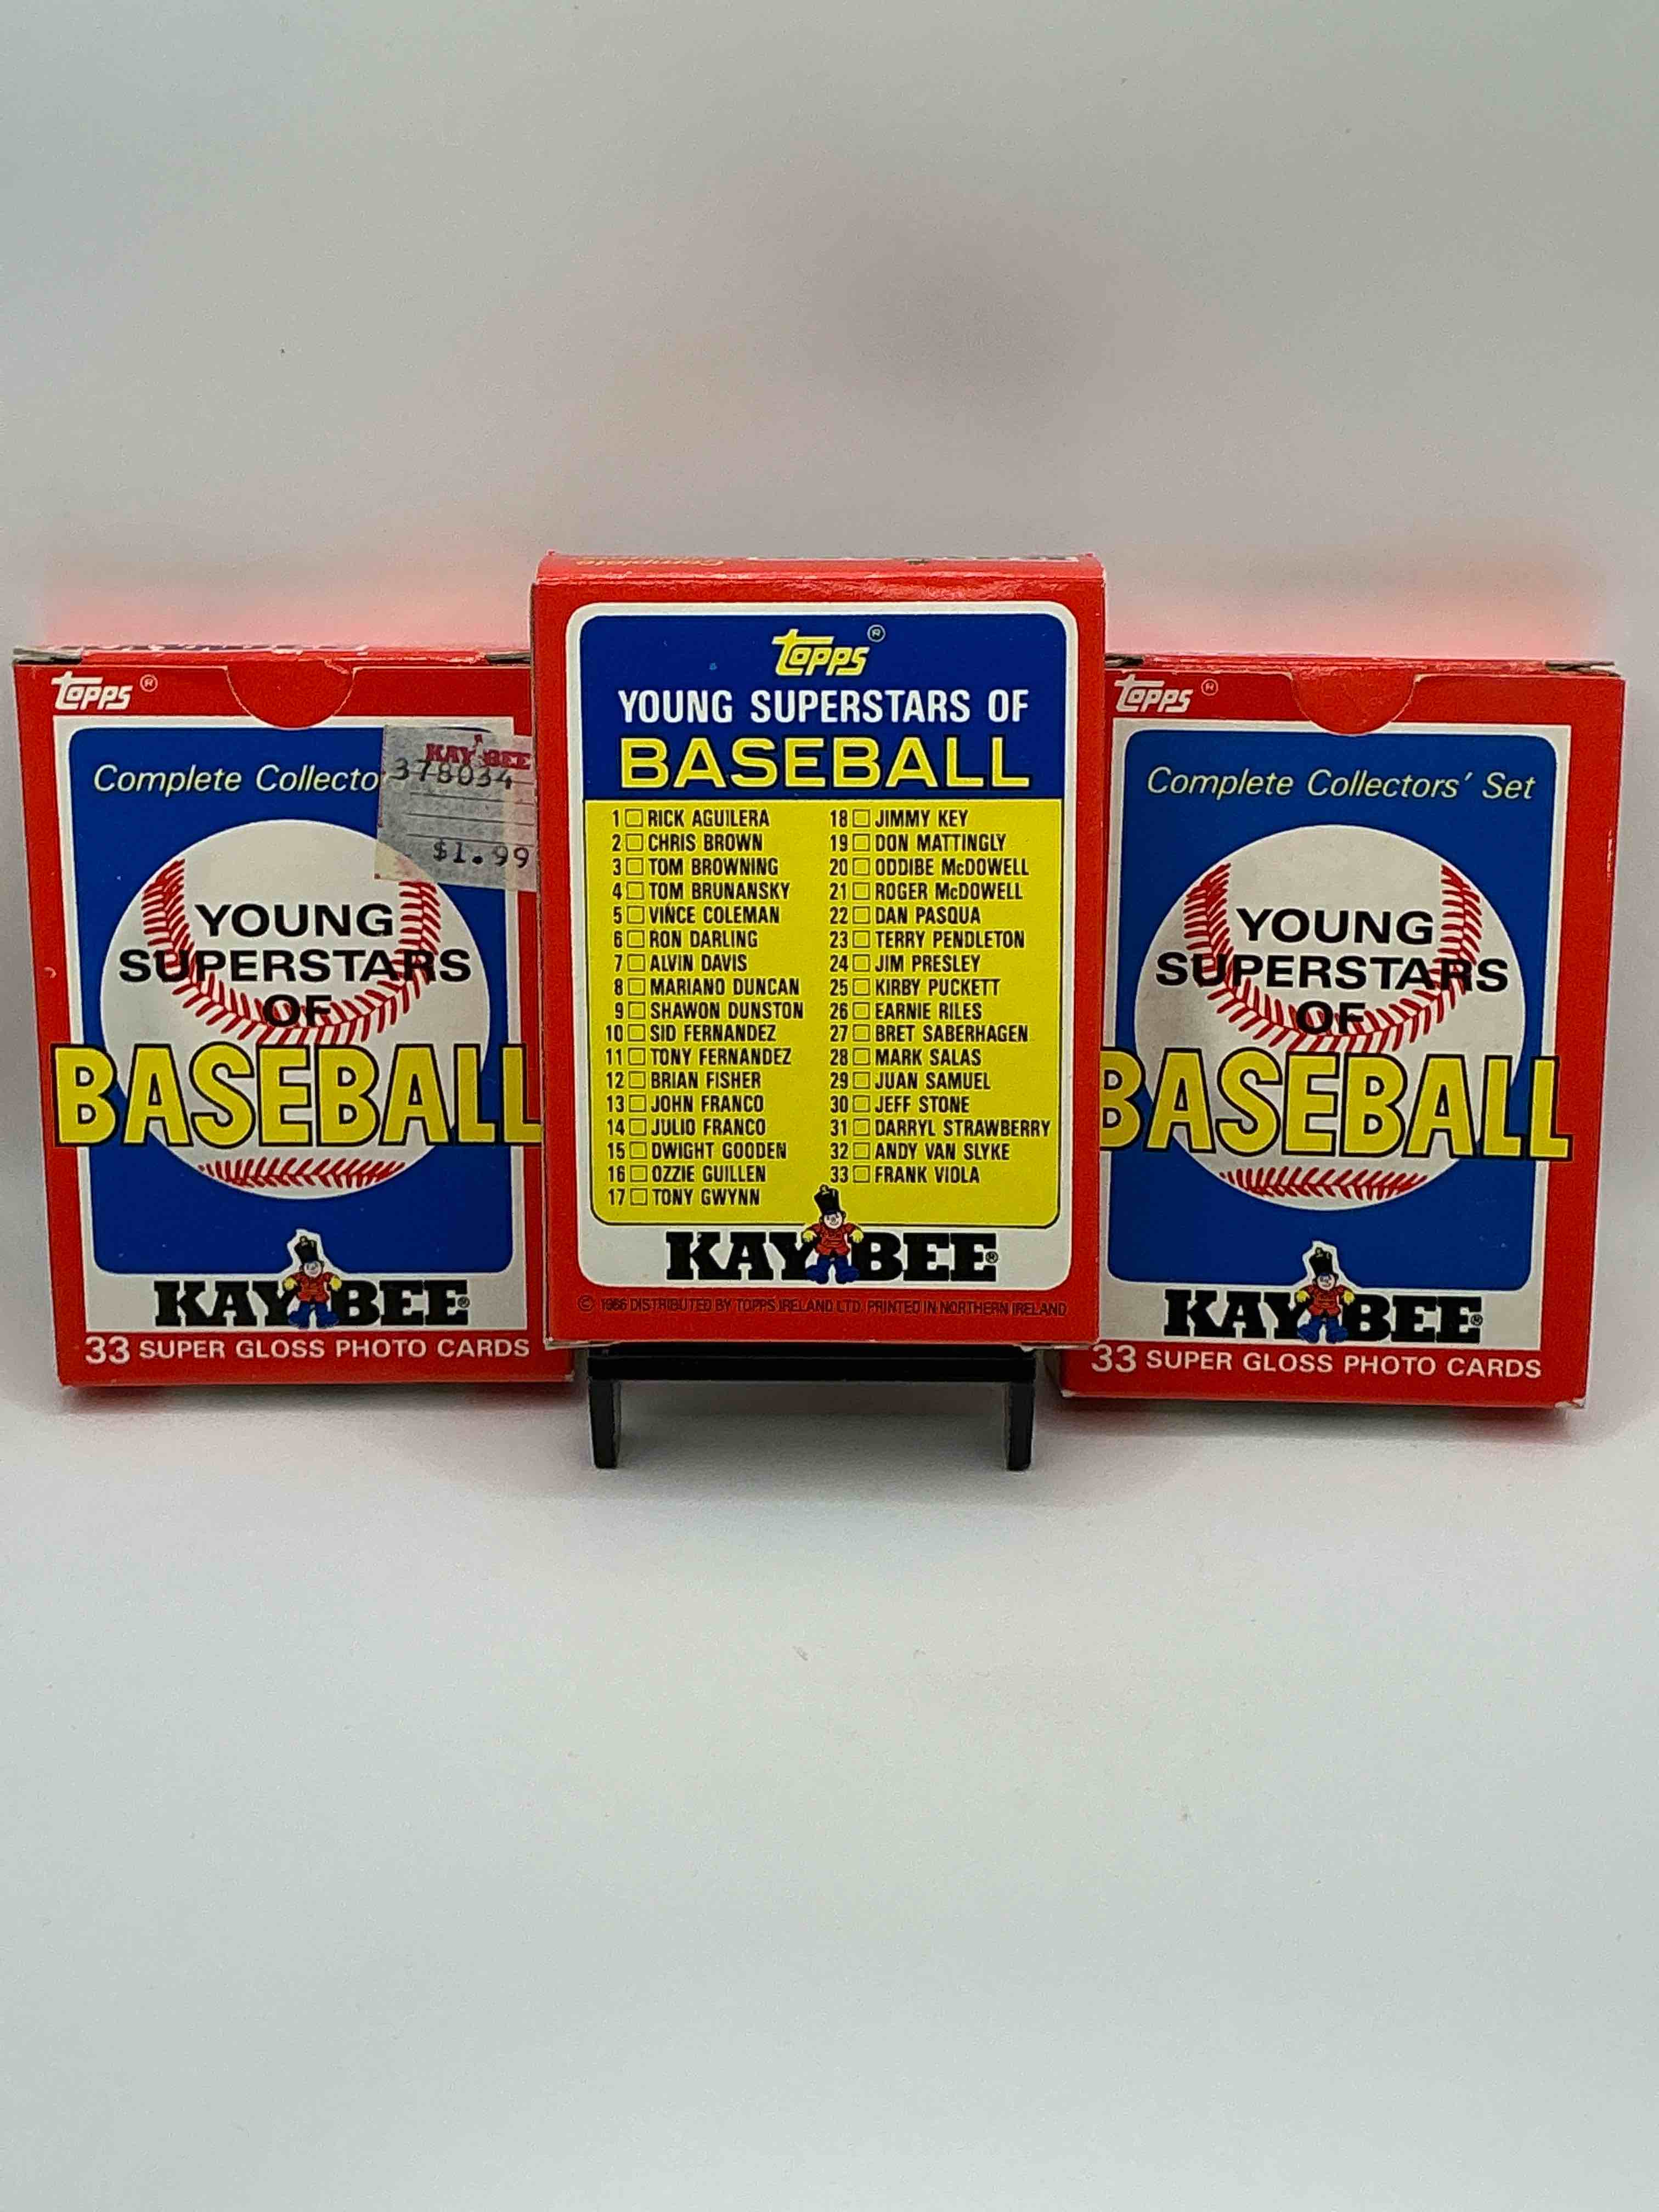 Topps ®
Complete Collecto
KAY BEE
378034
$1.99
YOUNG
SUPERSTARS
OF
BASEBALL
KAY BEE®
33 SUPER GLOSS PHOTO CARDS
Complete
Topps ®
YOUNG SUPERSTARS OF
BASEBALL
1 □ RICK AGUILERA
2 □ CHRIS BROWN
3 □ TOM BROWNING
4 □ TOM BRUNANSKY
5 □ VINCE COLEMAN
6 □ RON DARLING
7 □ ALVIN DAVIS
8 □ MARIANO DUNCAN
9 □ SHAWON DUNSTON
10 □ SID FERNANDEZ
11 □ TONY FERNANDEZ
12 □ BRIAN FISHER
13 □ JOHN FRANCO
14 □ JULIO FRANCO
15 □ DWIGHT GOODEN
16 □ OZZIE GUILLEN
17 □ TONY GWYNN
18 □ JIMMY KEY
19 □ DON MATTINGLY
20 □ ODDIBE McDOWELL
21 □ ROGER McDOWELL
22 □ DAN PASQUA
23 □ TERRY PENDLETON
24 □ JIM PRESLEY
25 □ KIRBY PUCKETT
26 □ EARNIE RILES
27 □ BRET SABERHAGEN
28 □ MARK SALAS
29 □ JUAN SAMUEL
30 □ JEFF STONE
31 □ DARRYL STRAWBERRY
32 □ ANDY VAN SLYKE
33 □ FRANK VIOLA
KAY BEE®
© 1986 DISTRIBUTED BY TOPPS IRELAND LTD. PRINTED IN NORTHERN IRELAND
Topps ®
Complete Collectors' Set
YOUNG
SUPERSTARS
OF
BASEBALL
KAY BEE®
33 SUPER GLOSS PHOTO CARDS